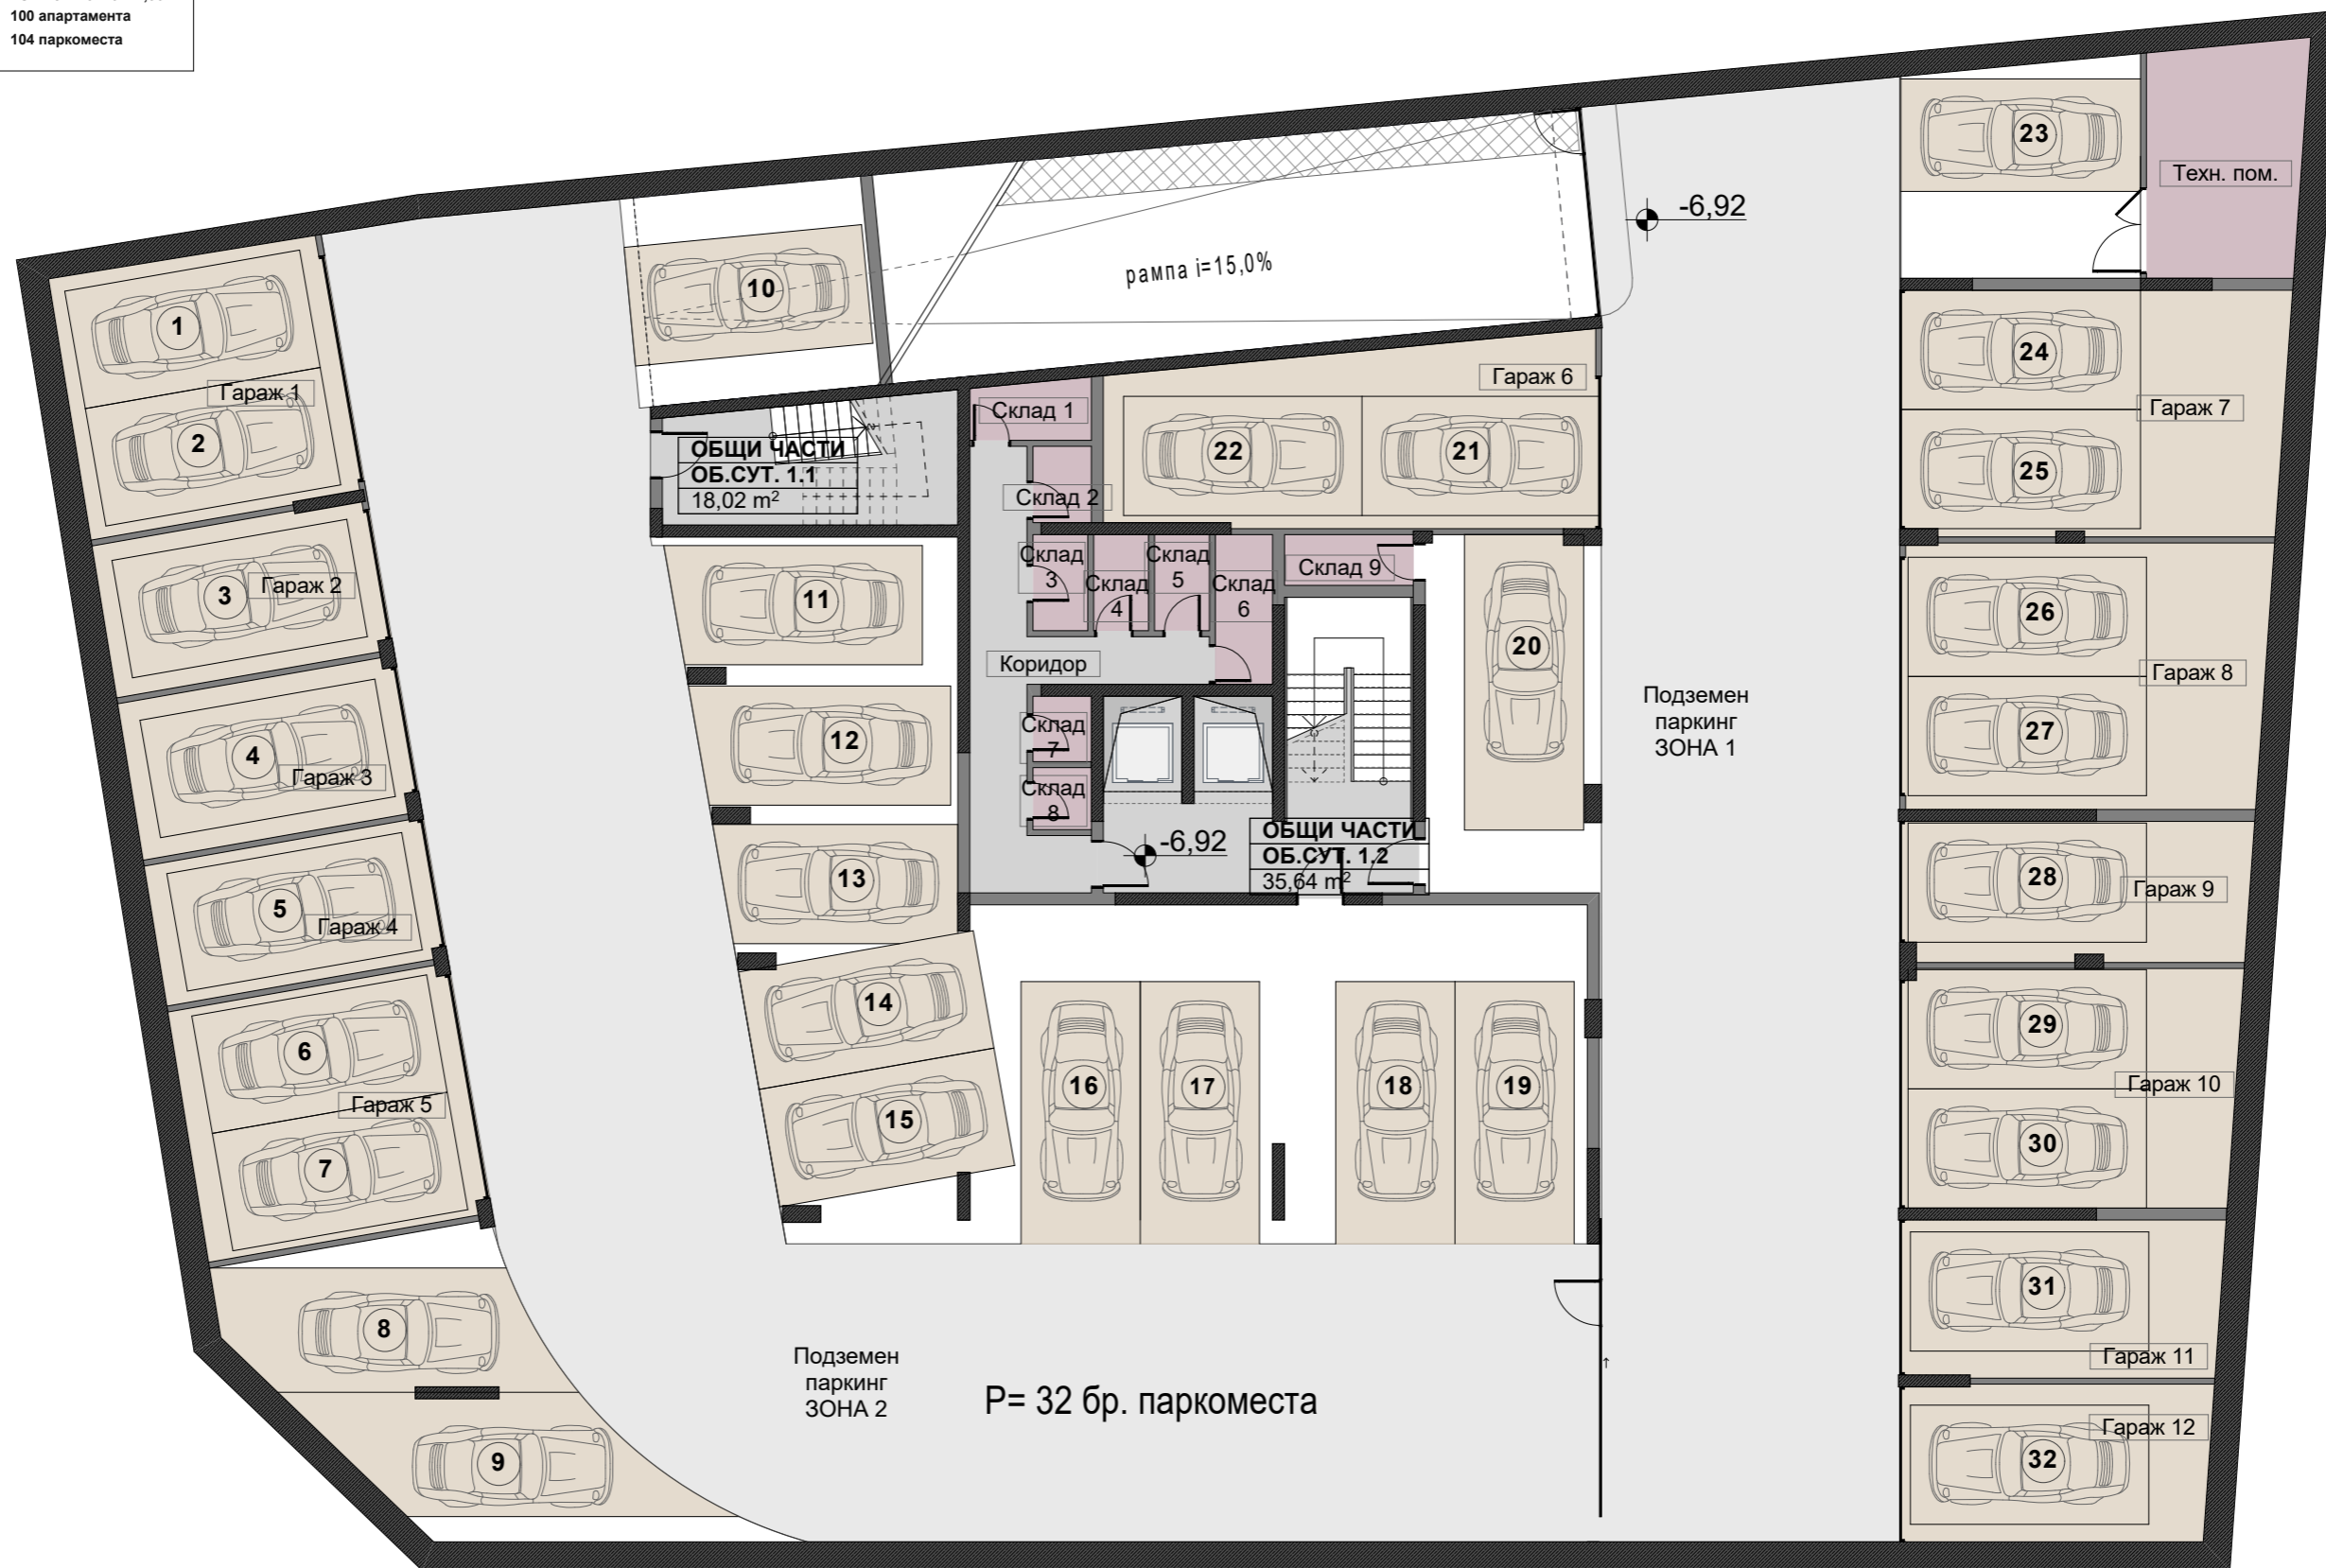 100 апартамента
104 паркоместа
23
Техн. пом.
-6,92
10
рампа i=15,0%
1
Гараж 1
2
24
Гараж 7
25
Гараж 6
22
21
Склад 1
ОБЩИ ЧАСТИ
ОБ.СУТ. 1.1
18,02 m²
Склад 2
3
Гараж 2
11
Склад
3
Склад
4
Склад
5
Склад
6
Склад 9
20
26
Гараж 8
27
Коридор
Подземен
паркинг
ЗОНА 1
4
Гараж 3
12
Склад
7
Склад
8
-6,92
ОБЩИ ЧАСТИ
ОБ.СУТ. 1.2
35,64 m²
5
Гараж 4
13
28
Гараж 9
14
15
6
Гараж 5
7
16
17
18
19
29
Гараж 10
30
31
Гараж 11
8
Подземен
паркинг
ЗОНА 2
P= 32 бр. паркоместа
9
Гараж 12
32